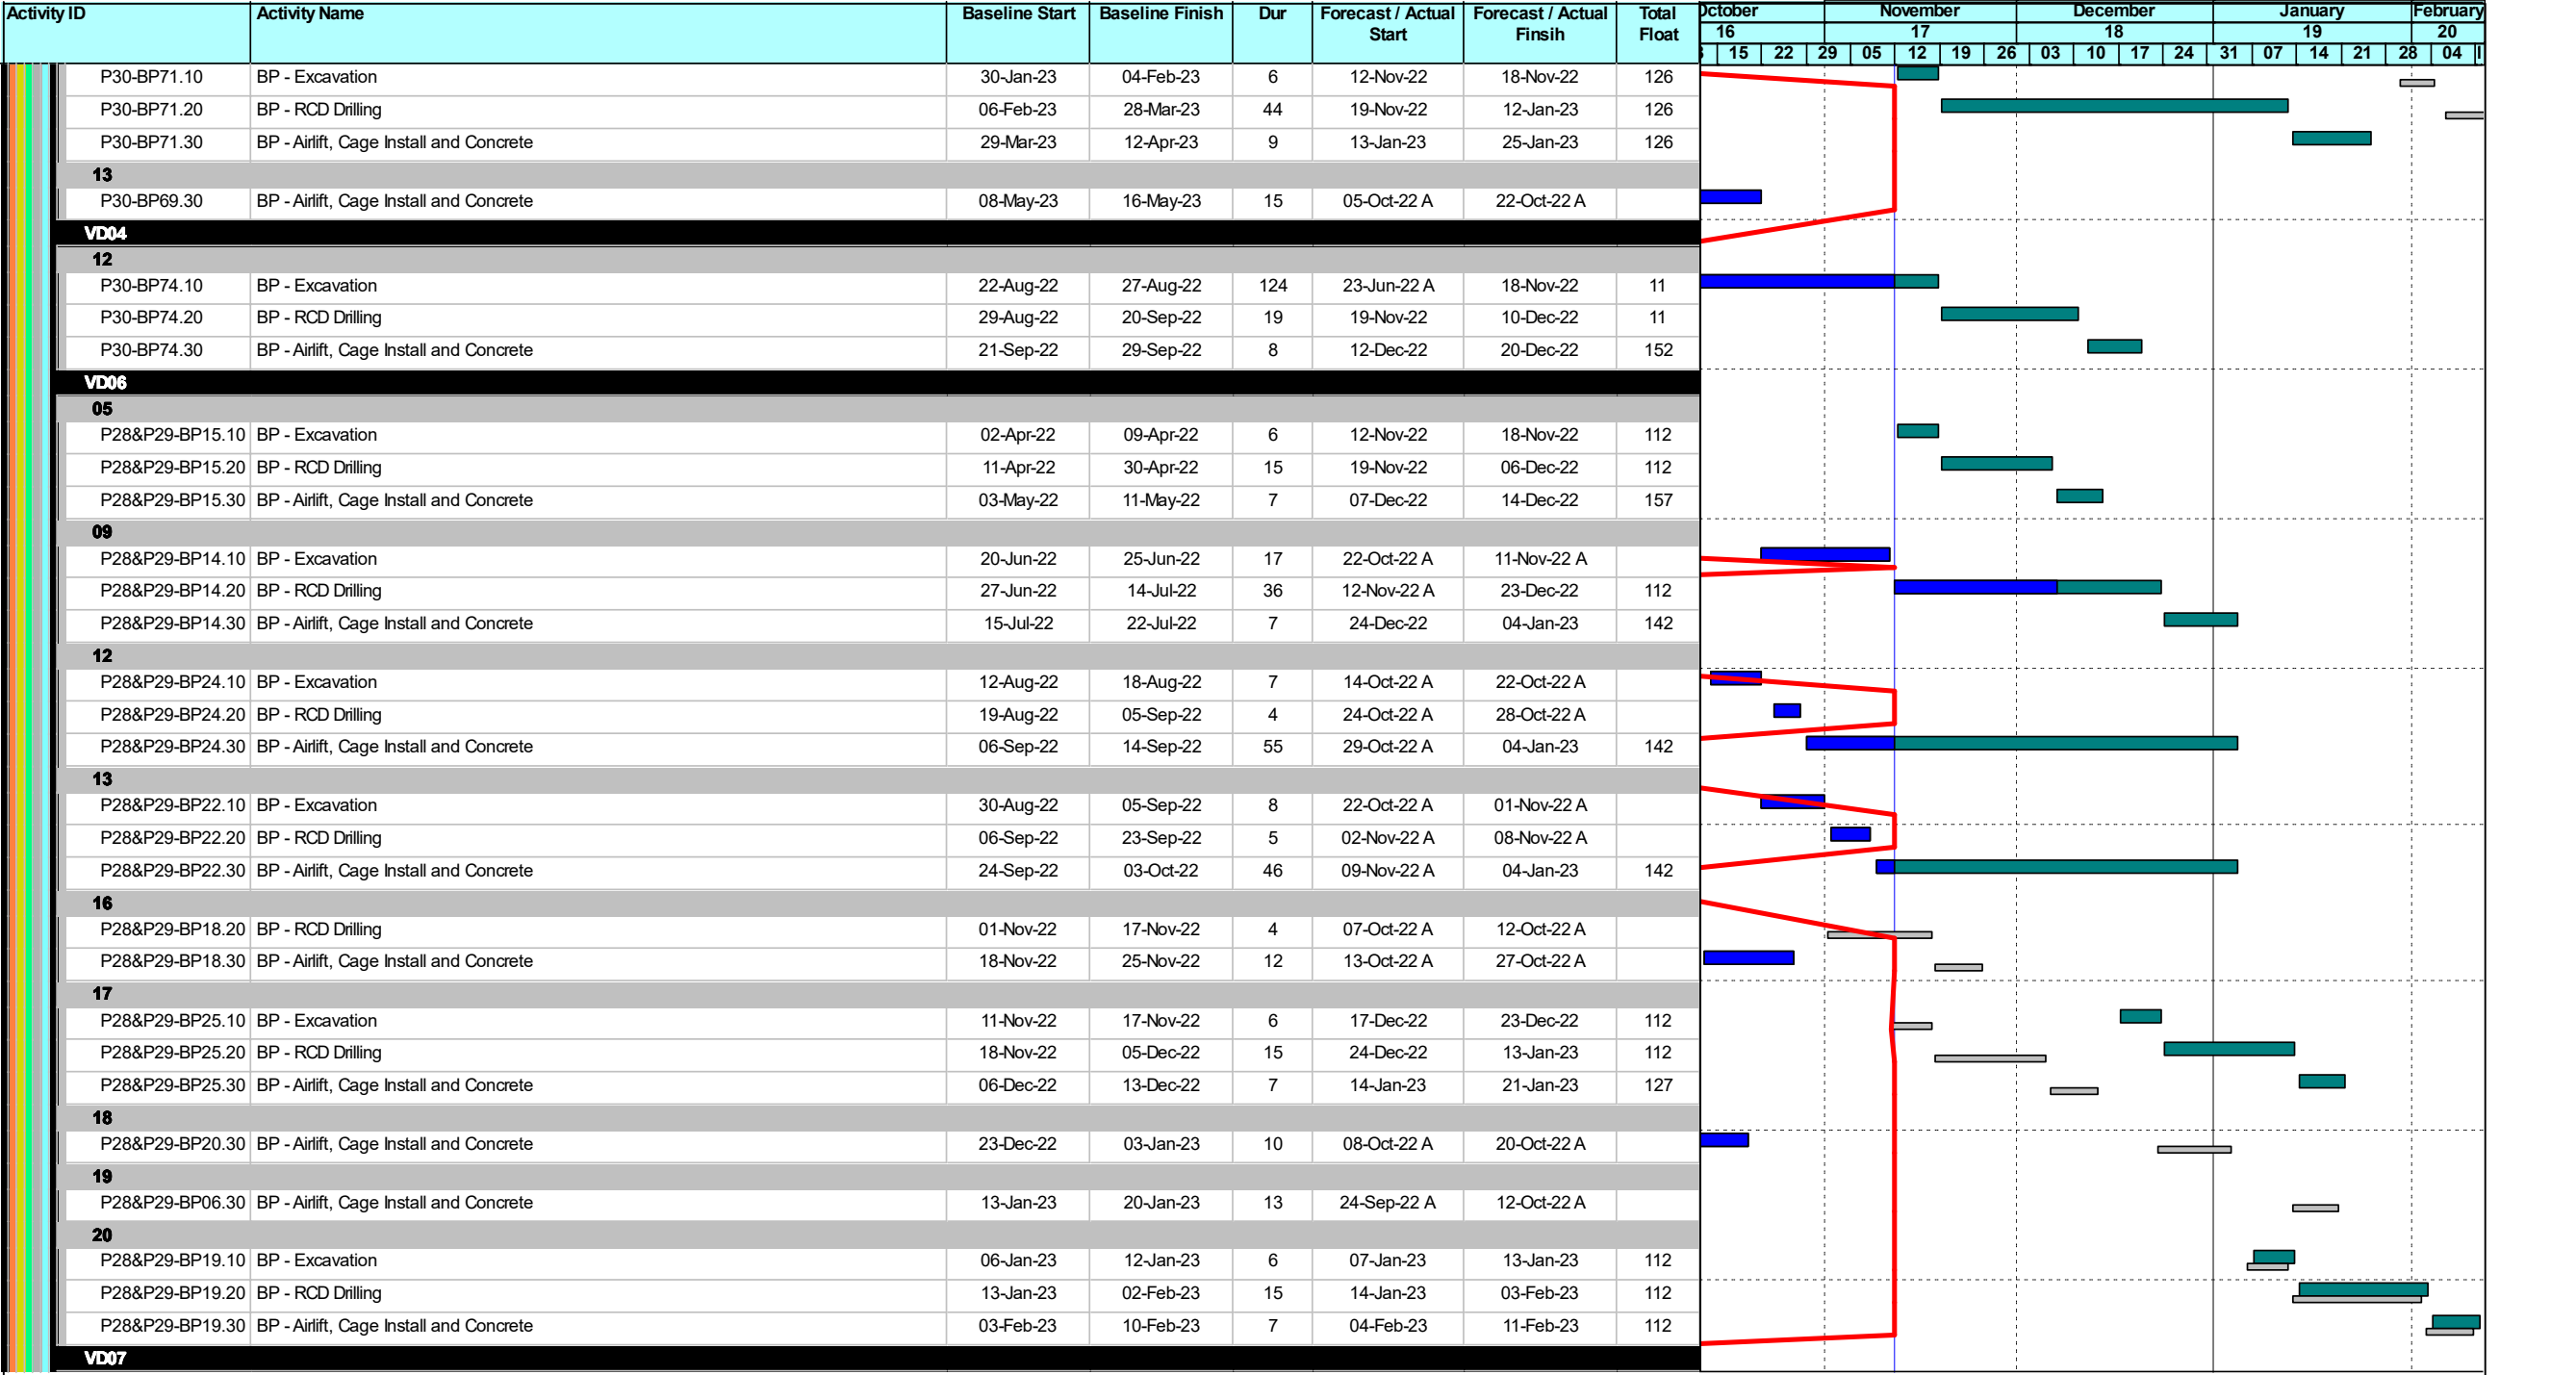 Activity ID Activity Name Baseline Start Baseline Finish Dur Forecast / Actual Start Forecast / Actual Finsih Total Float
October November December January February
16 17 18 19 20
15 22 29 05 12 19 26 03 10 17 24 31 07 14 21 28 04
P30-BP71.10 BP - Excavation 30-Jan-23 04-Feb-23 6 12-Nov-22 18-Nov-22 126
P30-BP71.20 BP - RCD Drilling 06-Feb-23 28-Mar-23 44 19-Nov-22 12-Jan-23 126
P30-BP71.30 BP - Airlift, Cage Install and Concrete 29-Mar-23 12-Apr-23 9 13-Jan-23 25-Jan-23 126
13
P30-BP69.30 BP - Airlift, Cage Install and Concrete 08-May-23 16-May-23 15 05-Oct-22 A 22-Oct-22 A
VD04
12
P30-BP74.10 BP - Excavation 22-Aug-22 27-Aug-22 124 23-Jun-22 A 18-Nov-22 11
P30-BP74.20 BP - RCD Drilling 29-Aug-22 20-Sep-22 19 19-Nov-22 10-Dec-22 11
P30-BP74.30 BP - Airlift, Cage Install and Concrete 21-Sep-22 29-Sep-22 8 12-Dec-22 20-Dec-22 152
VD06
05
P28&P29-BP15.10 BP - Excavation 02-Apr-22 09-Apr-22 6 12-Nov-22 18-Nov-22 112
P28&P29-BP15.20 BP - RCD Drilling 11-Apr-22 30-Apr-22 15 19-Nov-22 06-Dec-22 112
P28&P29-BP15.30 BP - Airlift, Cage Install and Concrete 03-May-22 11-May-22 7 07-Dec-22 14-Dec-22 157
09
P28&P29-BP14.10 BP - Excavation 20-Jun-22 25-Jun-22 17 22-Oct-22 A 11-Nov-22 A
P28&P29-BP14.20 BP - RCD Drilling 27-Jun-22 14-Jul-22 36 12-Nov-22 A 23-Dec-22 112
P28&P29-BP14.30 BP - Airlift, Cage Install and Concrete 15-Jul-22 22-Jul-22 7 24-Dec-22 04-Jan-23 142
12
P28&P29-BP24.10 BP - Excavation 12-Aug-22 18-Aug-22 7 14-Oct-22 A 22-Oct-22 A
P28&P29-BP24.20 BP - RCD Drilling 19-Aug-22 05-Sep-22 4 24-Oct-22 A 28-Oct-22 A
P28&P29-BP24.30 BP - Airlift, Cage Install and Concrete 06-Sep-22 14-Sep-22 55 29-Oct-22 A 04-Jan-23 142
13
P28&P29-BP22.10 BP - Excavation 30-Aug-22 05-Sep-22 8 22-Oct-22 A 01-Nov-22 A
P28&P29-BP22.20 BP - RCD Drilling 06-Sep-22 23-Sep-22 5 02-Nov-22 A 08-Nov-22 A
P28&P29-BP22.30 BP - Airlift, Cage Install and Concrete 24-Sep-22 03-Oct-22 46 09-Nov-22 A 04-Jan-23 142
16
P28&P29-BP18.20 BP - RCD Drilling 01-Nov-22 17-Nov-22 4 07-Oct-22 A 12-Oct-22 A
P28&P29-BP18.30 BP - Airlift, Cage Install and Concrete 18-Nov-22 25-Nov-22 12 13-Oct-22 A 27-Oct-22 A
17
P28&P29-BP25.10 BP - Excavation 11-Nov-22 17-Nov-22 6 17-Dec-22 23-Dec-22 112
P28&P29-BP25.20 BP - RCD Drilling 18-Nov-22 05-Dec-22 15 24-Dec-22 13-Jan-23 112
P28&P29-BP25.30 BP - Airlift, Cage Install and Concrete 06-Dec-22 13-Dec-22 7 14-Jan-23 21-Jan-23 127
18
P28&P29-BP20.30 BP - Airlift, Cage Install and Concrete 23-Dec-22 03-Jan-23 10 08-Oct-22 A 20-Oct-22 A
19
P28&P29-BP06.30 BP - Airlift, Cage Install and Concrete 13-Jan-23 20-Jan-23 13 24-Sep-22 A 12-Oct-22 A
20
P28&P29-BP19.10 BP - Excavation 06-Jan-23 12-Jan-23 6 07-Jan-23 13-Jan-23 112
P28&P29-BP19.20 BP - RCD Drilling 13-Jan-23 02-Feb-23 15 14-Jan-23 03-Feb-23 112
P28&P29-BP19.30 BP - Airlift, Cage Install and Concrete 03-Feb-23 10-Feb-23 7 04-Feb-23 11-Feb-23 112
VD07